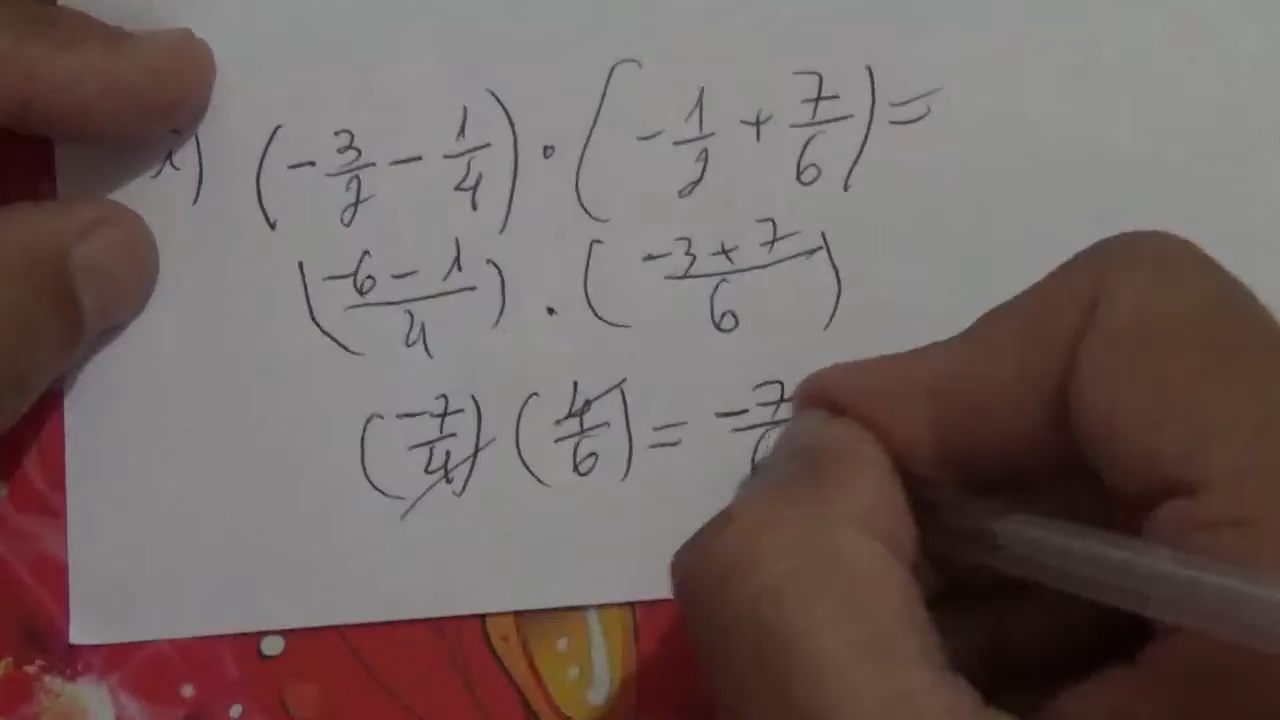 i) (-3/2 - 1/4) · (-1/2 + 7/6) =
(-6 - 1/4) · (-3 + 7/6)
(-7/4) (4/6) = -7/6